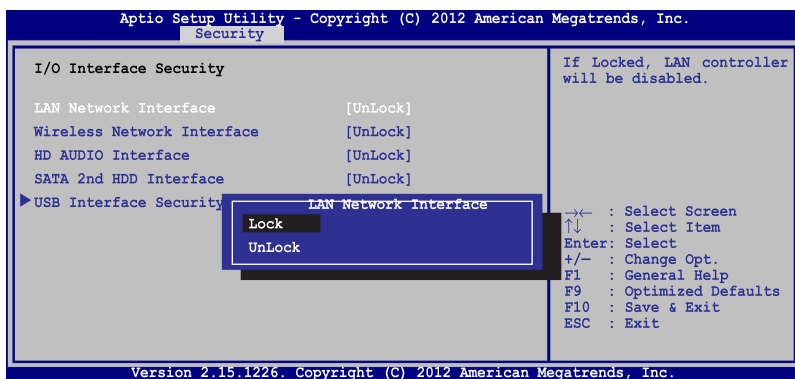 Aptio Setup Utility - Copyright (C) 2012 American Megatrends, Inc.
Security
I/O Interface Security
LAN Network Interface [UnLock]
Wireless Network Interface [UnLock]
HD AUDIO Interface [UnLock]
SATA 2nd HDD Interface [UnLock]
USB Interface Security
LAN Network Interface
Lock
UnLock
If Locked, LAN controller
will be disabled.
→← : Select Screen
↑↓ : Select Item
Enter: Select
+/— : Change Opt.
F1 : General Help
F9 : Optimized Defaults
F10 : Save & Exit
ESC : Exit
Version 2.15.1226. Copyright (C) 2012 American Megatrends, Inc.